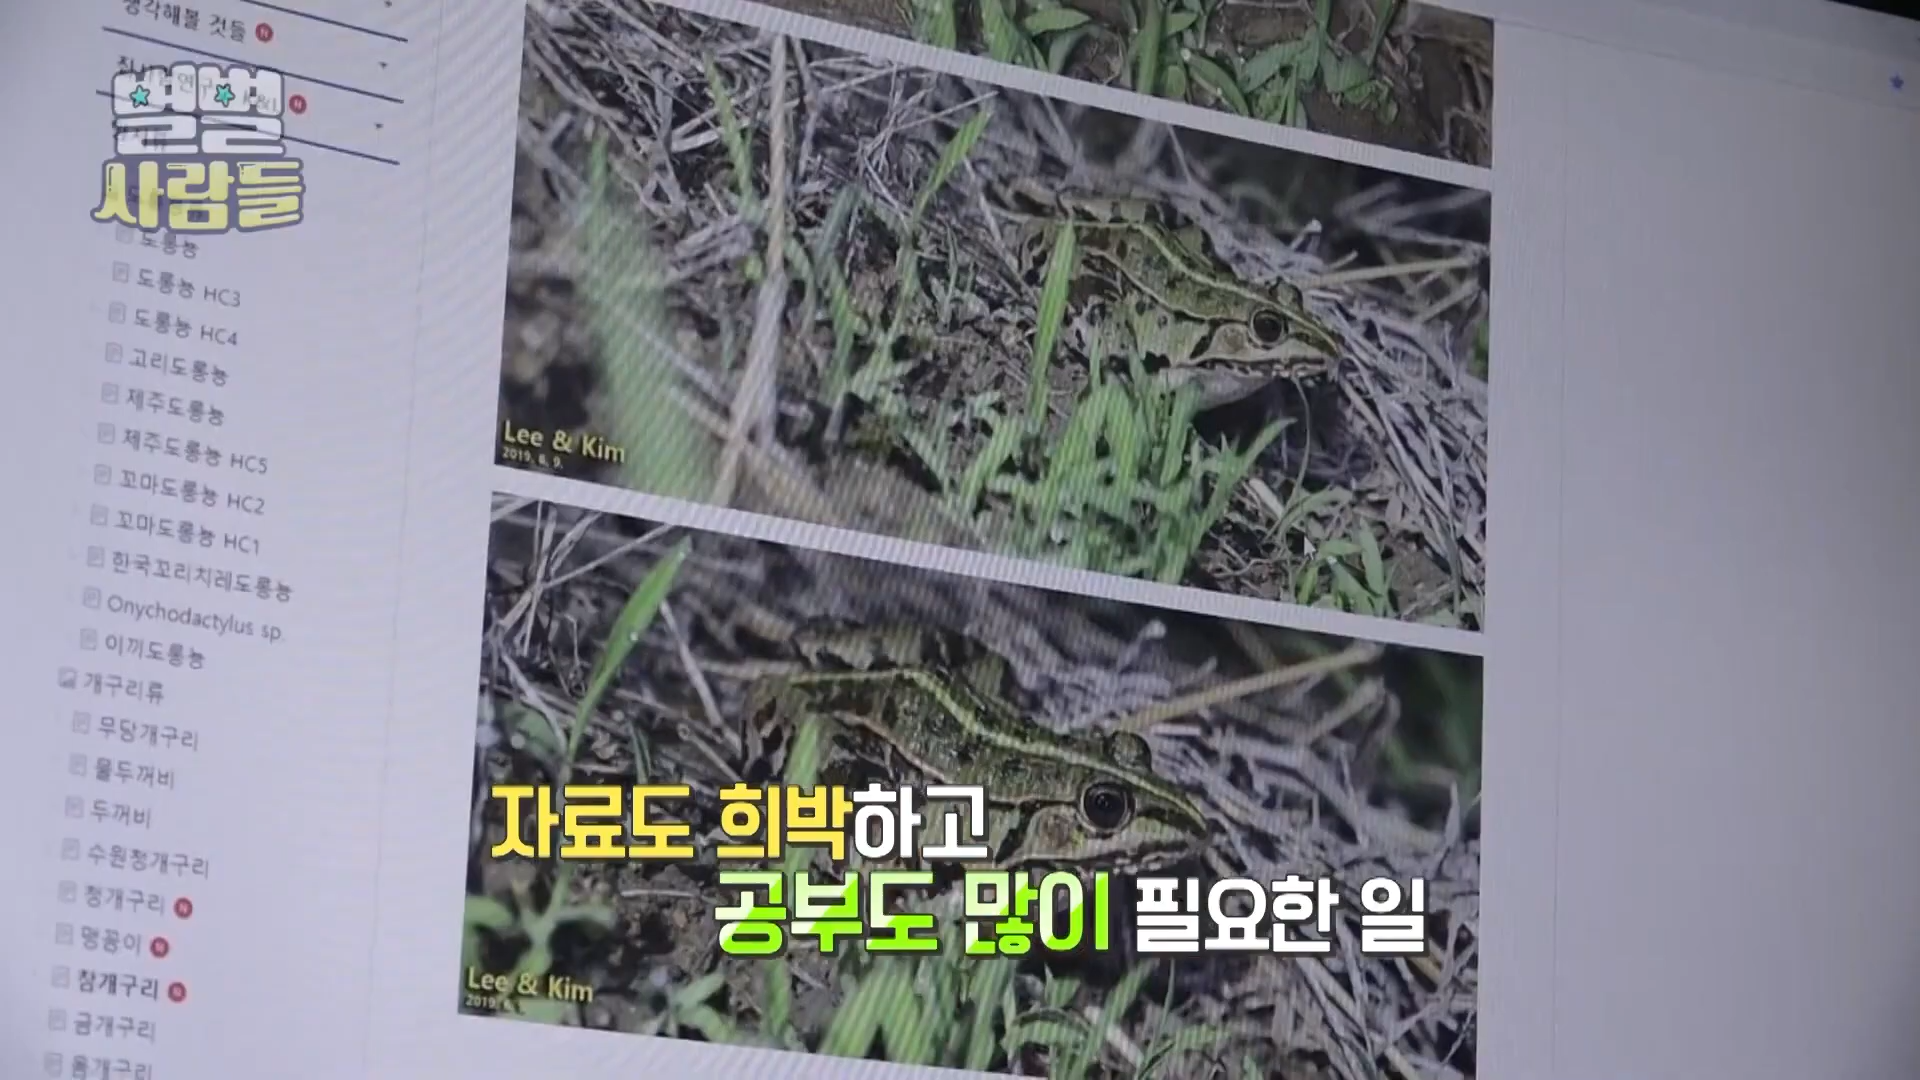 생각해볼 것들 N
별별
사람들
도롱뇽
도롱뇽 HC3
도롱뇽 HC4
고리도롱뇽
제주도롱뇽
제주도롱뇽 HC5
꼬마도롱뇽 HC2
꼬마도롱뇽 HC1
한국꼬리치레도롱뇽
Onychodactylus sp.
이끼도롱뇽
개구리류
무당개구리
물두꺼비
두꺼비
수원청개구리
청개구리 N
맹꽁이 N
참개구리 N
금개구리
옴개구리
Lee & Kim
Lee & Kim
자료도 희박하고
공부도 많이 필요한 일